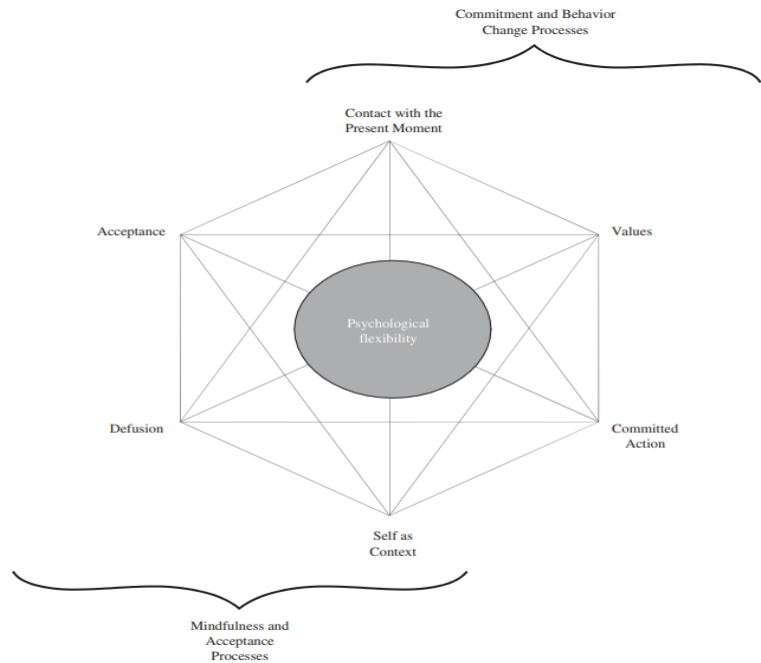 Commitment and Behavior
Change Processes
Contact with the
Present Moment
Acceptance
Values
Psychological
flexibility
Defusion
Committed
Action
Self as
Context
Mindfulness and
Acceptance
Processes